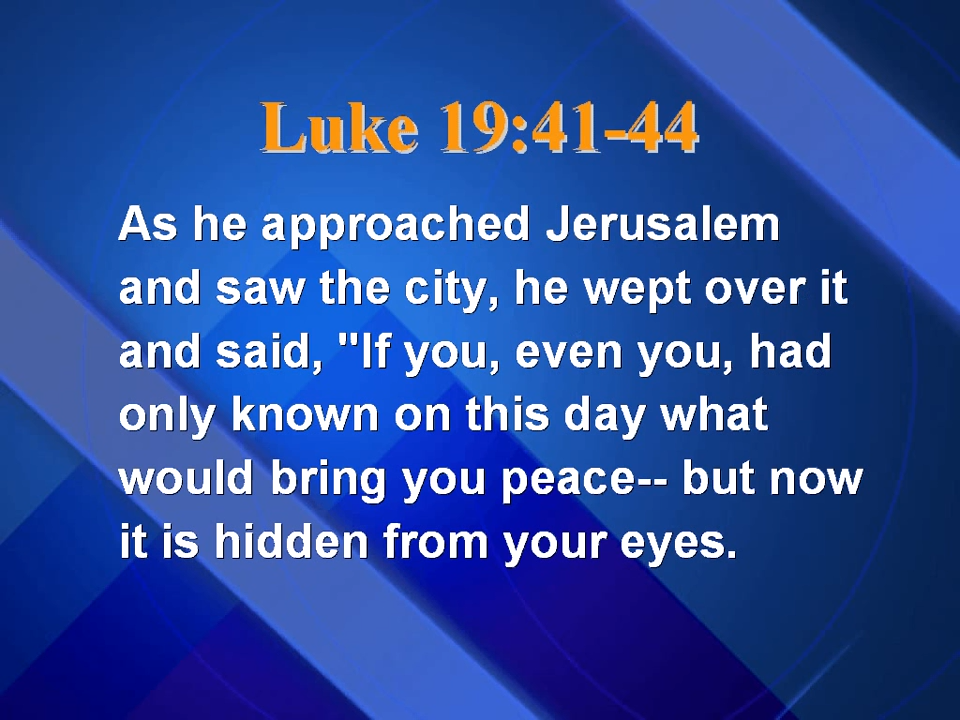 Luke 19:41-44
As he approached Jerusalem
and saw the city, he wept over it
and said, "If you, even you, had
only known on this day what
would bring you peace-- but now
it is hidden from your eyes.